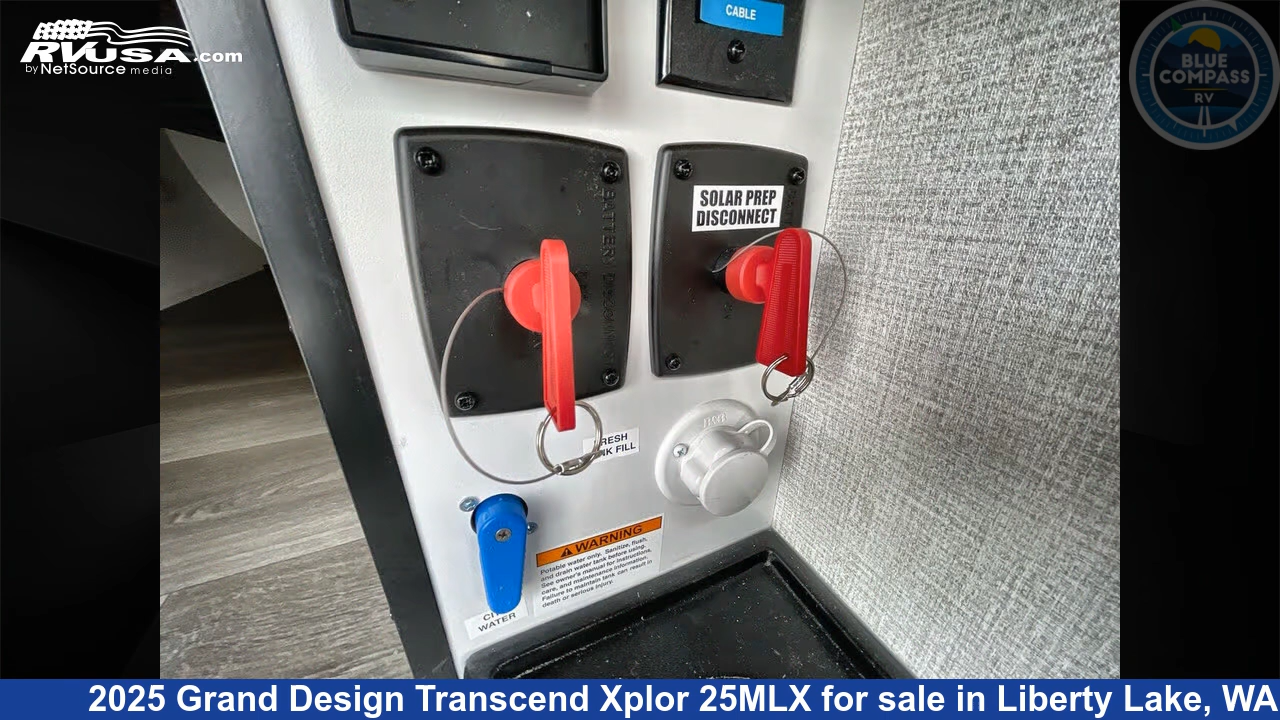 RVUSA.com
by NetSource media
CABLE
BLUE
COMPASS
RV
BATTERY DISCONNECT
SOLAR PREP
DISCONNECT
FILL
WARNING
Potable water only. Sanitize, flush,
and drain water tank before using.
See owner's manual for instructions,
care, and maintenance information.
Failure to maintain tank can result in
death or serious injury.
WATER
2025 Grand Design Transcend Xplor 25MLX for sale in Liberty Lake, WA